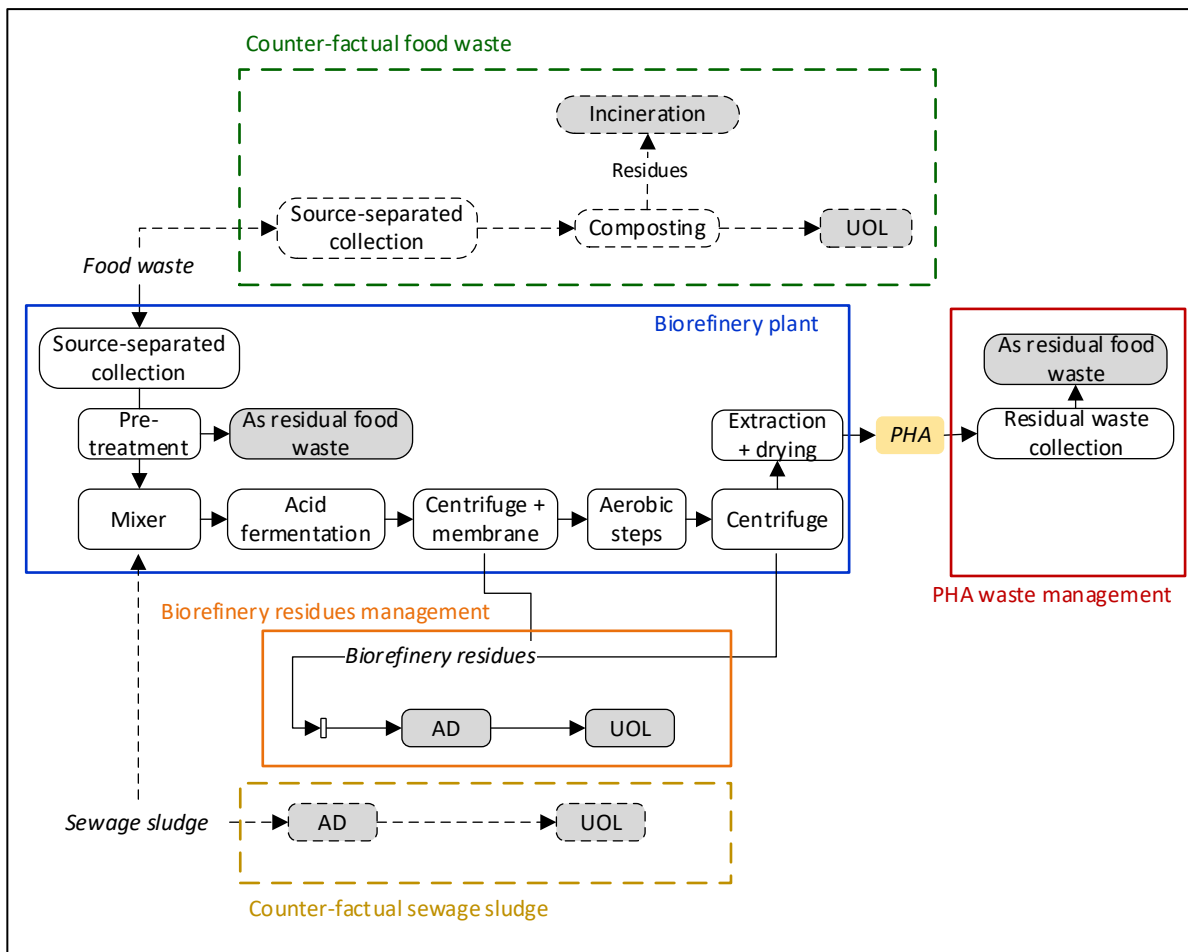 Counter-factual food waste
Incineration
Residues
Source-separated
collection
Composting
UOL
Food waste
Biorefinery plant
Source-separated
collection
As residual food
waste
Pre-
treatment
As residual food
waste
Extraction
+ drying
PHA
Residual waste
collection
Mixer
Acid
fermentation
Centrifuge +
membrane
Aerobic
steps
Centrifuge
PHA waste management
Biorefinery residues management
Biorefinery residues
AD
UOL
Sewage sludge
AD
UOL
Counter-factual sewage sludge